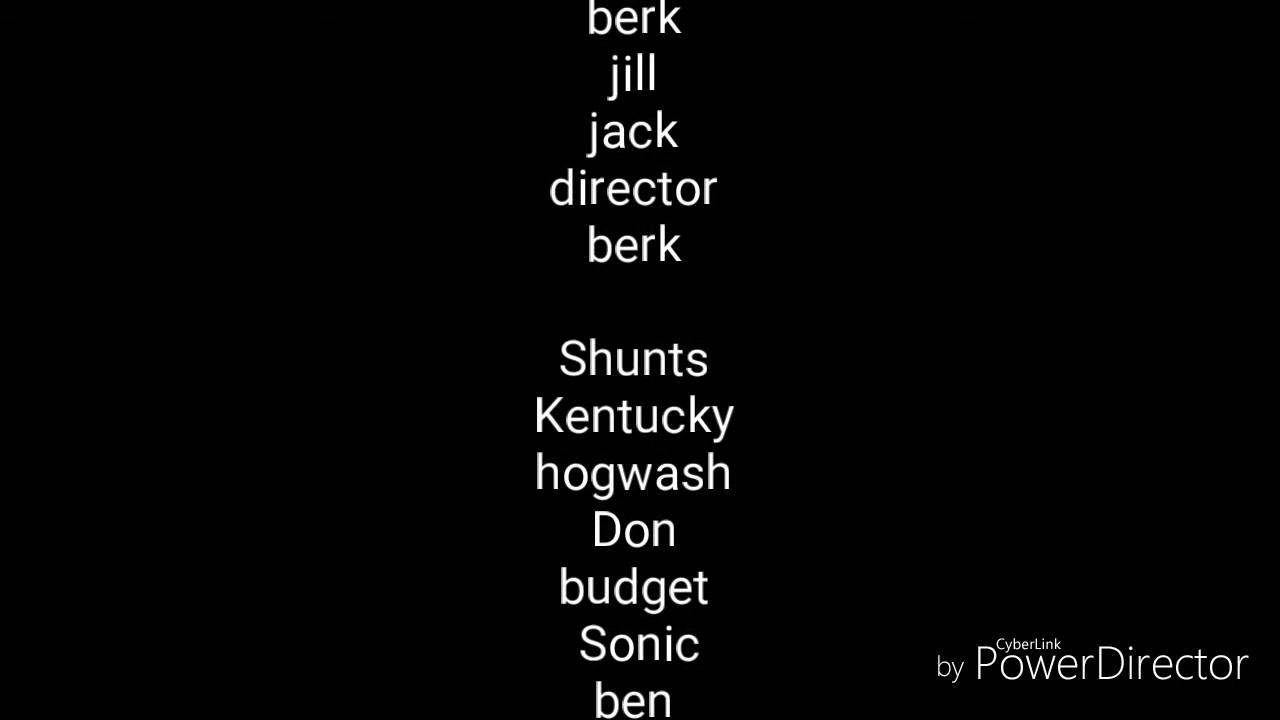 berk
jill
jack
director
berk
Shunts
Kentucky
hogwash
Don
budget
Sonic
ben
CyberLink
by PowerDirector